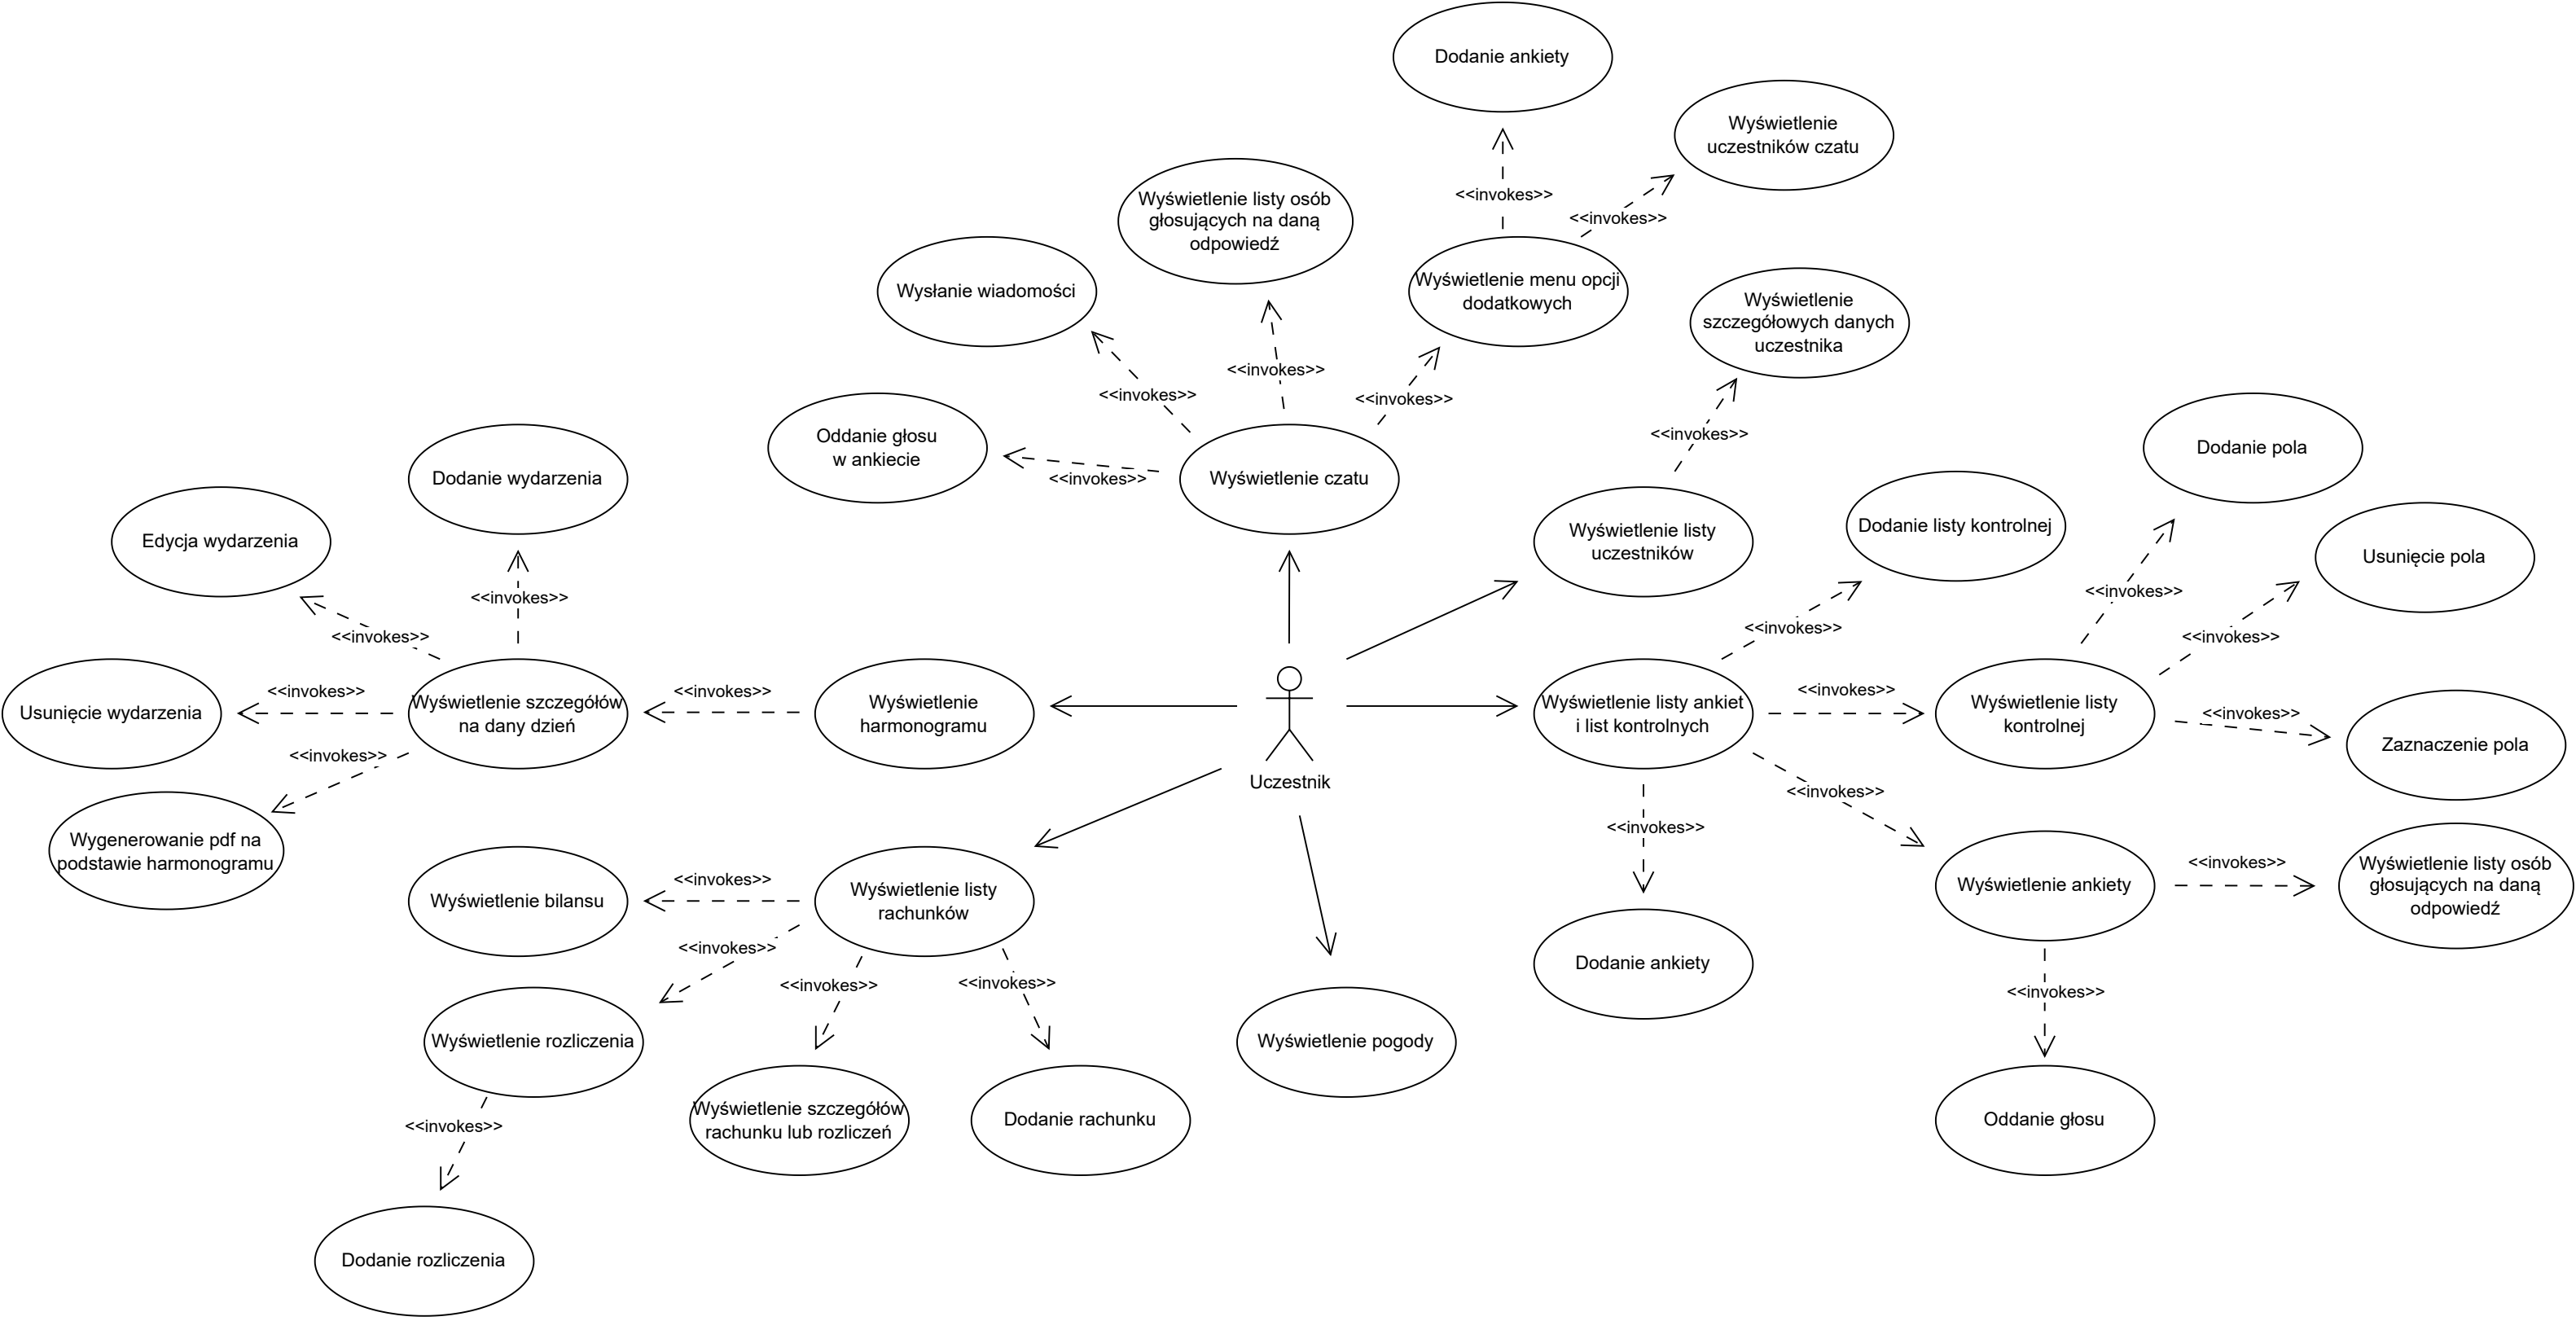 Dodanie ankiety
Wyświetlenie
uczestników czatu
<<invokes>>
<<invokes>>
Wyświetlenie listy osób
głosujących na daną
odpowiedź
Wysłanie wiadomości
Wyświetlenie menu opcji
dodatkowych
Wyświetlenie
szczegółowych danych
uczestnika
<<invokes>>
<<invokes>>
<<invokes>>
Oddanie głosu
w ankiecie
<<invokes>>
Wyświetlenie czatu
<<invokes>>
Dodanie pola
Dodanie wydarzenia
Edycja wydarzenia
Wyświetlenie listy
uczestników
Dodanie listy kontrolnej
Usunięcie pola
<<invokes>>
<<invokes>>
<<invokes>>
<<invokes>>
<<invokes>>
Usunięcie wydarzenia
<<invokes>>
Wyświetlenie szczegółów
na dany dzień
<<invokes>>
Wyświetlenie
harmonogramu
Uczestnik
Wyświetlenie listy ankiet
i list kontrolnych
<<invokes>>
Wyświetlenie listy
kontrolnej
<<invokes>>
Zaznaczenie pola
<<invokes>>
Wygenerowanie pdf na
podstawie harmonogramu
<<invokes>>
<<invokes>>
Wyświetlenie bilansu
<<invokes>>
Wyświetlenie listy
rachunków
Wyświetlenie ankiety
<<invokes>>
Wyświetlenie listy osób
głosujących na daną
odpowiedź
<<invokes>>
<<invokes>>
<<invokes>>
Dodanie ankiety
<<invokes>>
Wyświetlenie rozliczenia
Wyświetlenie pogody
<<invokes>>
Wyświetlenie szczegółów
rachunku lub rozliczeń
Dodanie rachunku
Oddanie głosu
Dodanie rozliczenia